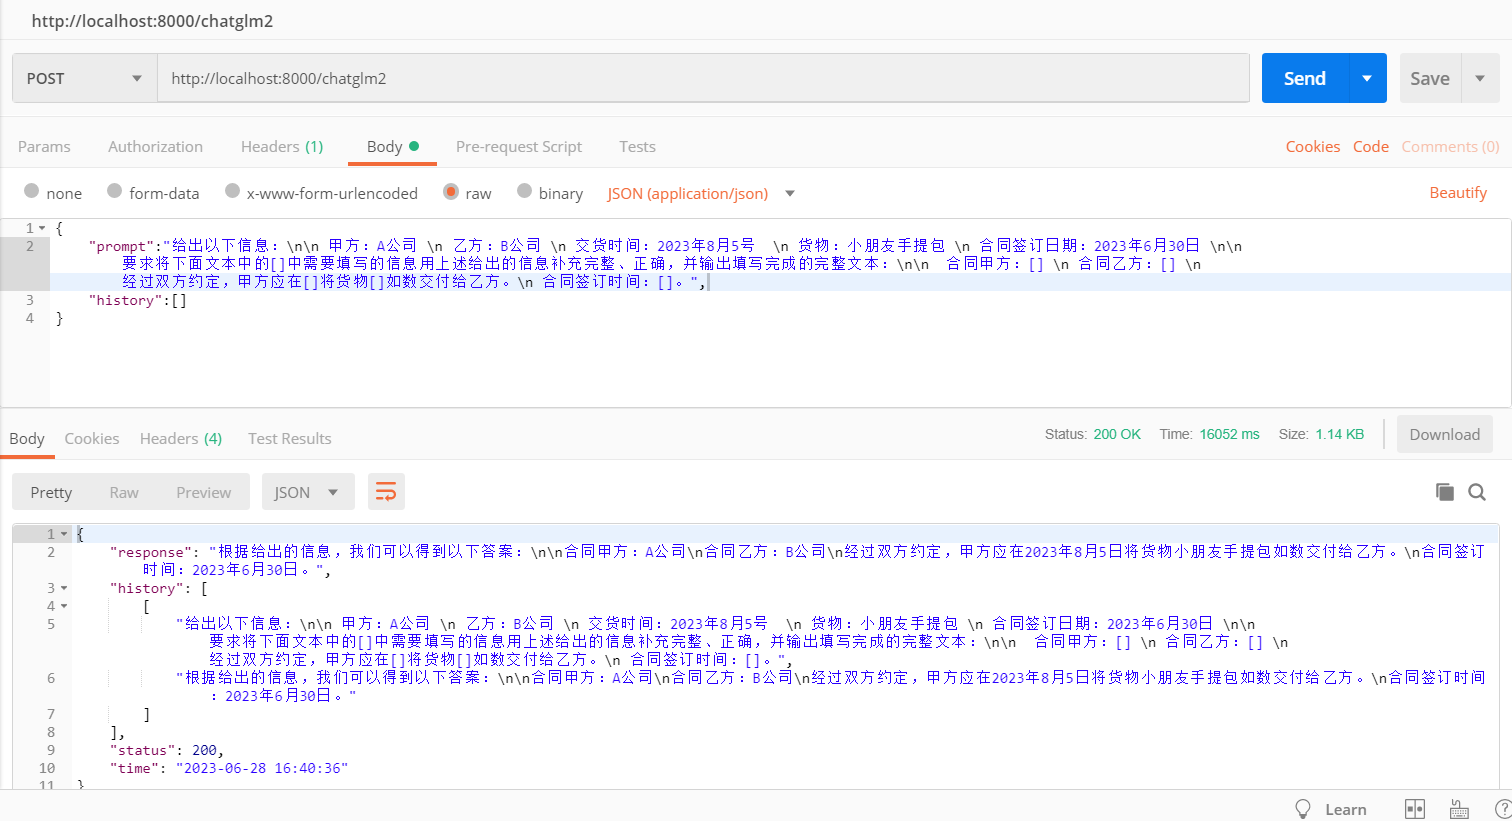 http://localhost:8000/chatglm2
POST http://localhost:8000/chatglm2 Send Save
Params Authorization Headers (1) Body Pre-request Script Tests Cookies Code Comments (0)
none form-data x-www-form-urlencoded raw binary JSON (application/json) Beautify
1 {
2 "prompt":"给出以下信息：\n\n 甲方：A公司 \n 乙方：B公司 \n 交货时间：2023年8月5号  \n 货物：小朋友手提包 \n 合同签订日期：2023年6月30日 \n\n
要求将下面文本中的[]中需要填写的信息用上述给出的信息补充完整、正确，并输出填写完成的完整文本：\n\n  合同甲方：[] \n 合同乙方：[] \n
经过双方约定，甲方应在[]将货物[]如数交付给乙方。\n 合同签订时间：[]。",
3 "history":[]
4 }
Body Cookies Headers (4) Test Results Status: 200 OK Time: 16052 ms Size: 1.14 KB Download
Pretty Raw Preview JSON
1 {
2 "response": "根据给出的信息，我们可以得到以下答案：\n\n合同甲方：A公司\n合同乙方：B公司\n经过双方约定，甲方应在2023年8月5日将货物小朋友手提包如数交付给乙方。\n合同签订
时间：2023年6月30日。",
3 "history": [
4 [
5 "给出以下信息：\n\n 甲方：A公司 \n 乙方：B公司 \n 交货时间：2023年8月5号  \n 货物：小朋友手提包 \n 合同签订日期：2023年6月30日 \n\n
要求将下面文本中的[]中需要填写的信息用上述给出的信息补充完整、正确，并输出填写完成的完整文本：\n\n  合同甲方：[] \n 合同乙方：[] \n
经过双方约定，甲方应在[]将货物[]如数交付给乙方。\n 合同签订时间：[]。",
6 "根据给出的信息，我们可以得到以下答案：\n\n合同甲方：A公司\n合同乙方：B公司\n经过双方约定，甲方应在2023年8月5日将货物小朋友手提包如数交付给乙方。\n合同签订时间
：2023年6月30日。"
7 ]
8 ],
9 "status": 200,
10 "time": "2023-06-28 16:40:36"
11 }
Learn